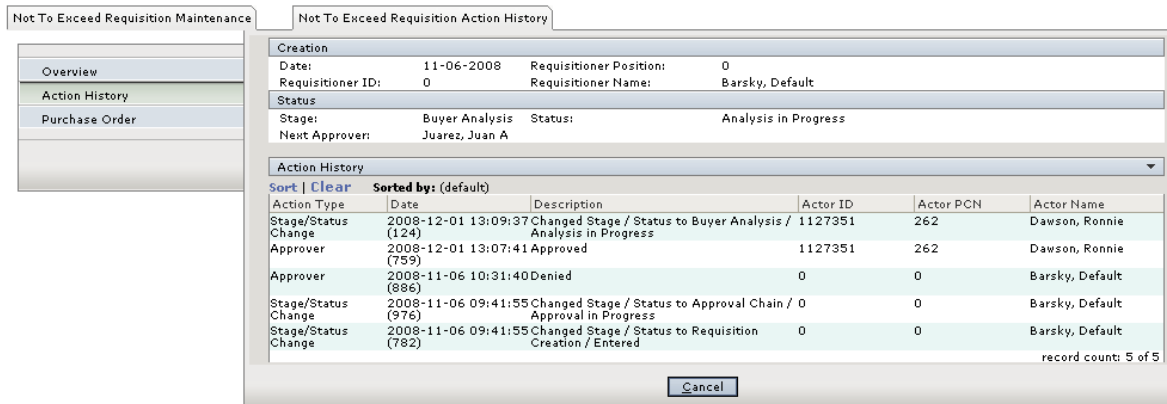 Not To Exceed Requisition Maintenance
Not To Exceed Requisition Action History
Overview
Action History
Purchase Order
Creation
Date: 11-06-2008 Requisitioner Position: 0
Requisitioner ID: 0 Requisitioner Name: Barsky, Default
Status
Stage: Buyer Analysis Status: Analysis in Progress
Next Approver: Juarez, Juan A
Action History
Sort | Clear Sorted by: (default)
Action Type Date Description Actor ID Actor PCN Actor Name
Stage/Status 2008-12-01 13:09:37 Changed Stage / Status to Buyer Analysis / 1127351 262 Dawson, Ronnie
Change (124) Analysis in Progress
Approver 2008-12-01 13:07:41 Approved 1127351 262 Dawson, Ronnie
(759)
Approver 2008-11-06 10:31:40 Denied 0 0 Barsky, Default
(886)
Stage/Status 2008-11-06 09:41:55 Changed Stage / Status to Approval Chain / 0 0 Barsky, Default
Change (976) Approval in Progress
Stage/Status 2008-11-06 09:41:55 Changed Stage / Status to Requisition 0 0 Barsky, Default
Change (782) Creation / Entered
record count: 5 of 5
Cancel